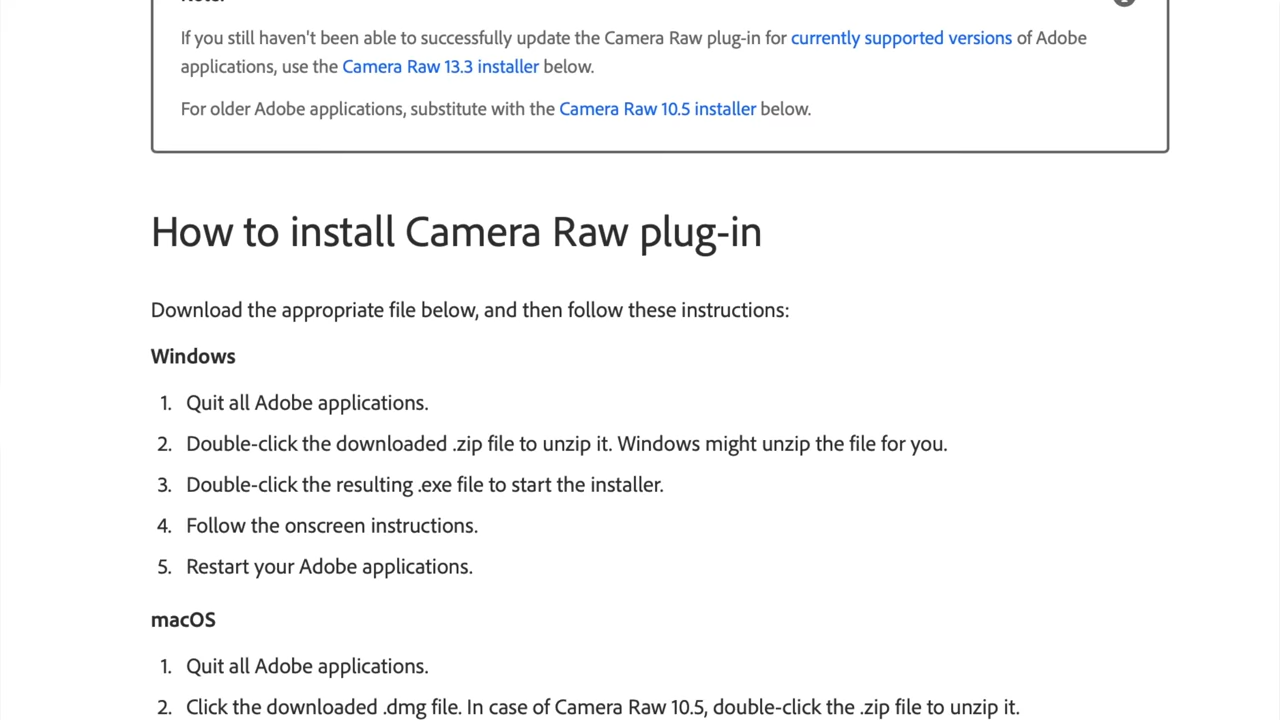 Note:
If you still haven't been able to successfully update the Camera Raw plug-in for currently supported versions of Adobe
applications, use the Camera Raw 13.3 installer below.
For older Adobe applications, substitute with the Camera Raw 10.5 installer below.
How to install Camera Raw plug-in
Download the appropriate file below, and then follow these instructions:
Windows
1. Quit all Adobe applications.
2. Double-click the downloaded .zip file to unzip it. Windows might unzip the file for you.
3. Double-click the resulting .exe file to start the installer.
4. Follow the onscreen instructions.
5. Restart your Adobe applications.
macOS
1. Quit all Adobe applications.
2. Click the downloaded .dmg file. In case of Camera Raw 10.5, double-click the .zip file to unzip it.